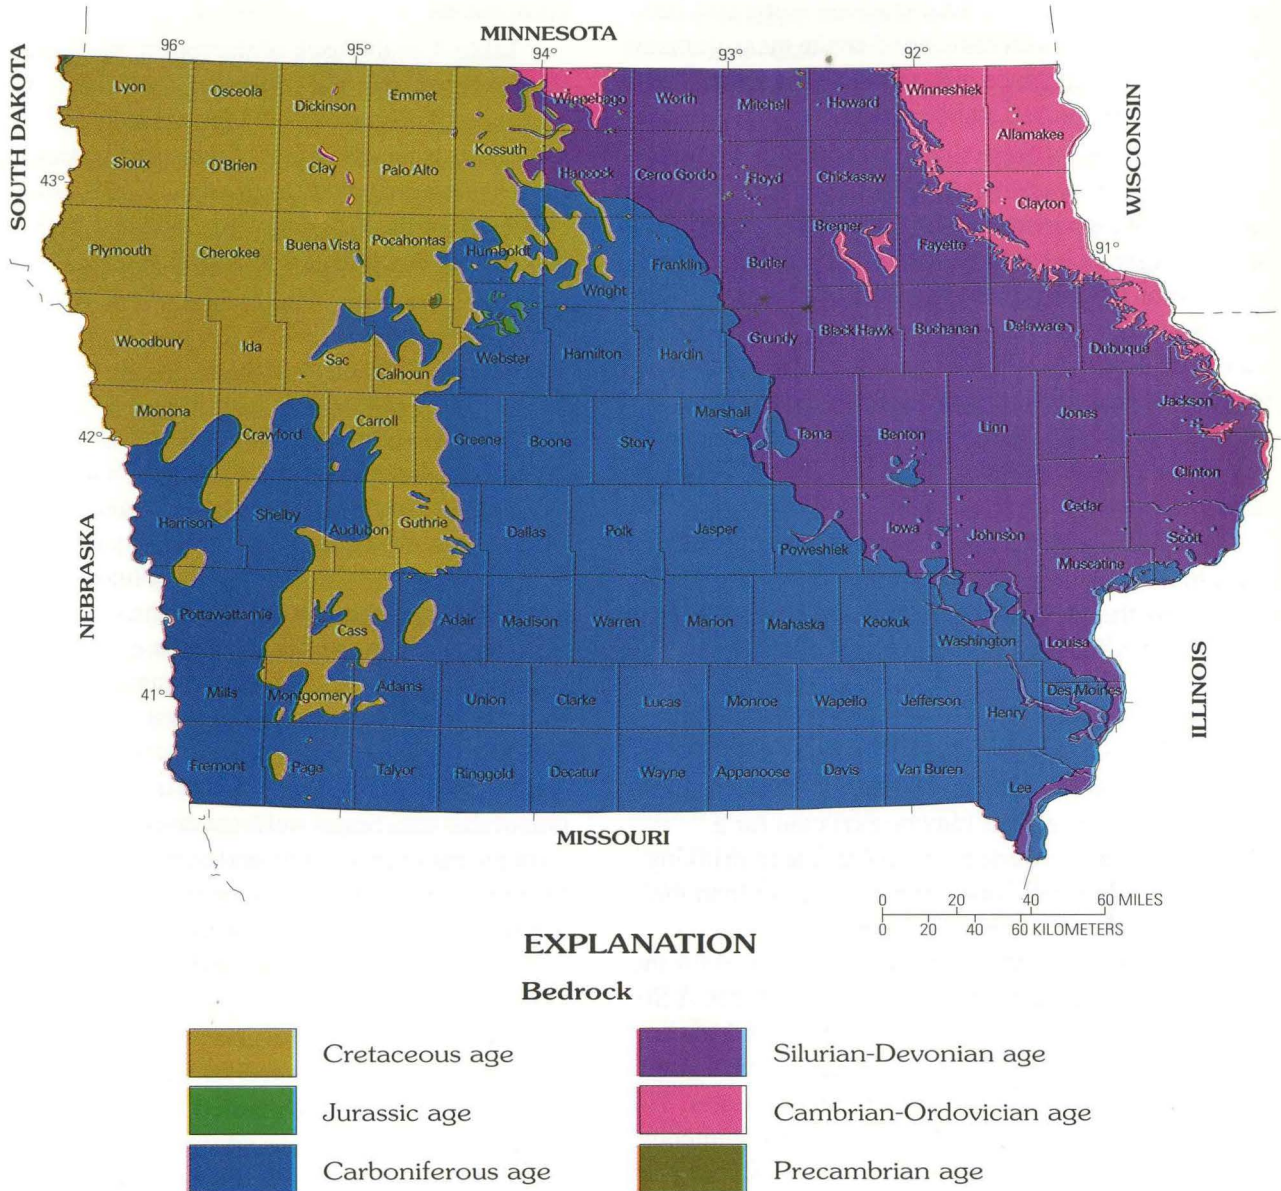 MINNESOTA
96° 95° 94° 93° 92°
SOUTH DAKOTA
WISCONSIN
Lyon Osceola Dickinson Emmet Winnebago Worth Mitchell Howard Winneshiek Allamakee
Kossuth
43° Sioux O'Brien Clay Palo Alto Hancock Cerro Gordo Floyd Chickasaw
Clayton
Plymouth Cherokee Buena Vista Pocahontas Humboldt Wright Franklin Butler Bremer Fayette 91°
Woodbury Ida Sac Calhoun Webster Hamilton Hardin Grundy Black Hawk Buchanan Delaware Dubuque
Monona Crawford Carroll Greene Boone Story Marshall Tama Benton Linn Jones Jackson
42°
Clinton
Harrison Shelby Audubon Guthrie Dallas Polk Jasper Poweshiek Iowa Johnson Cedar Scott
Muscatine
NEBRASKA
ILLINOIS
Pottawattamie Cass Adair Madison Warren Marion Mahaska Keokuk Washington Louisa
41° Mills Montgomery Adams Union Clarke Lucas Monroe Wapello Jefferson Henry Des Moines
Fremont Page Talyor Ringgold Decatur Wayne Appanoose Davis Van Buren Lee
MISSOURI
0 20 40 60 MILES
0 20 40 60 KILOMETERS
EXPLANATION
Bedrock
Cretaceous age
Jurassic age
Carboniferous age
Silurian-Devonian age
Cambrian-Ordovician age
Precambrian age